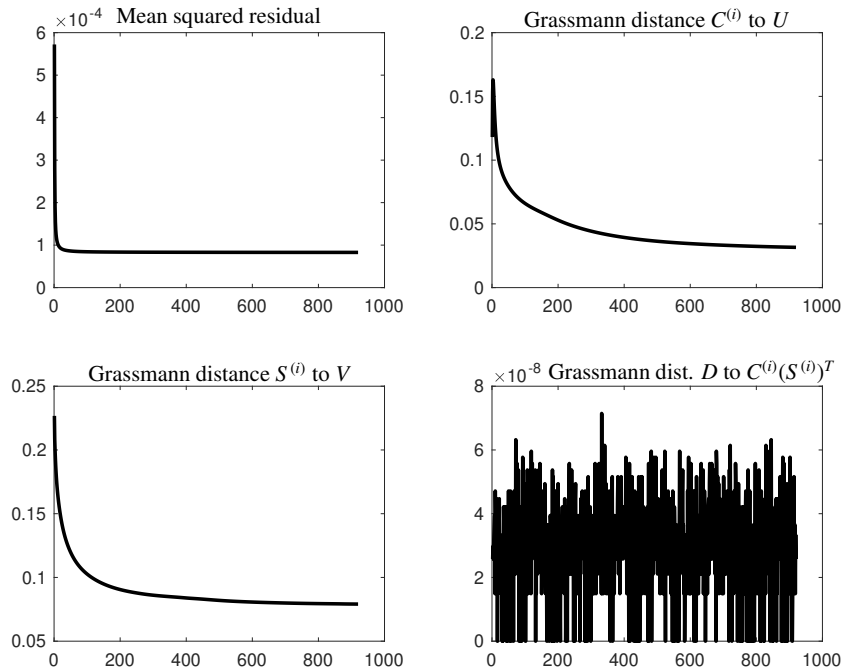 Mean squared residual
×10⁻⁴
6
5
4
3
2
1
0
0 200 400 600 800 1000
Grassmann distance C⁽ⁱ⁾ to U
0.2
0.15
0.1
0.05
0
0 200 400 600 800 1000
Grassmann distance S⁽ⁱ⁾ to V
0.25
0.2
0.15
0.1
0.05
0 200 400 600 800 1000
×10⁻⁸ Grassmann dist. D to C⁽ⁱ⁾(S⁽ⁱ⁾)ᵀ
8
6
4
2
0
0 200 400 600 800 1000